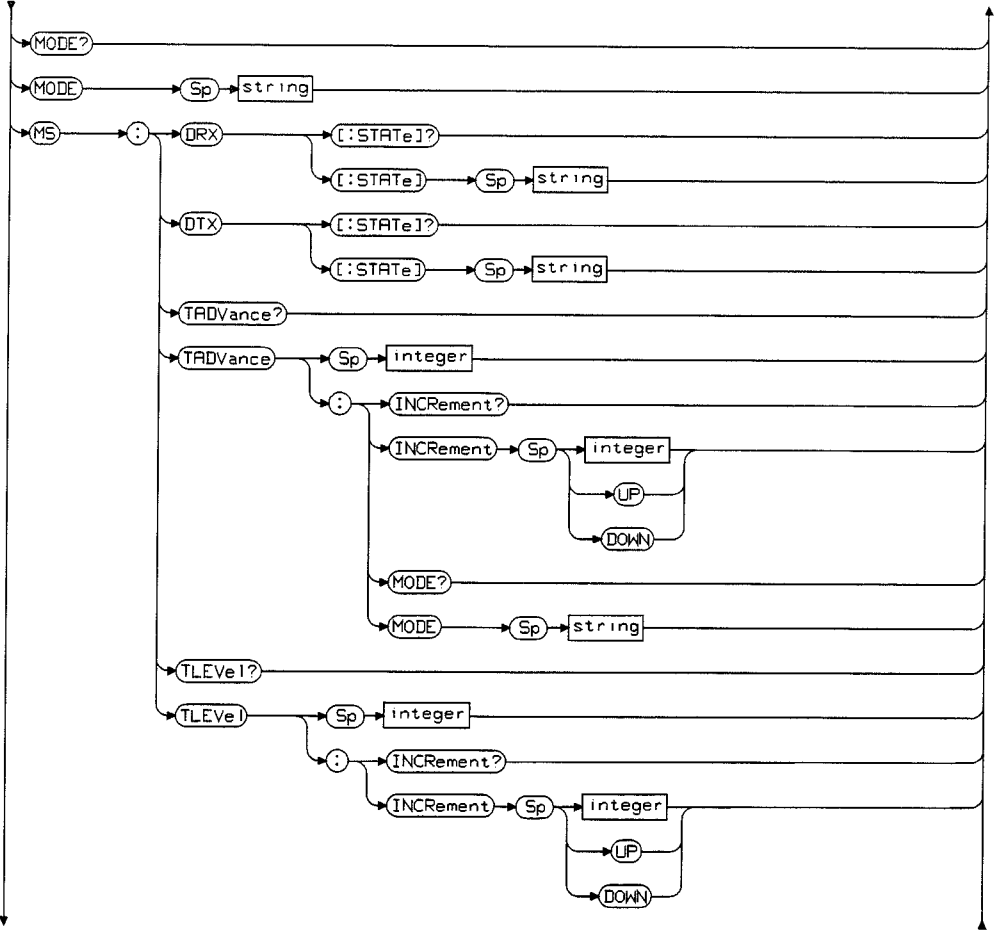 MODE?
MODE Sp string
MS : DRX [:STATe]?
[:STATe] Sp string
DTX [:STATe]?
[:STATe] Sp string
TADVance?
TADVance Sp integer
: INCRement?
INCRement Sp integer
UP
DOWN
MODE?
MODE Sp string
TLEVel?
TLEVel Sp integer
: INCRement?
INCRement Sp integer
UP
DOWN